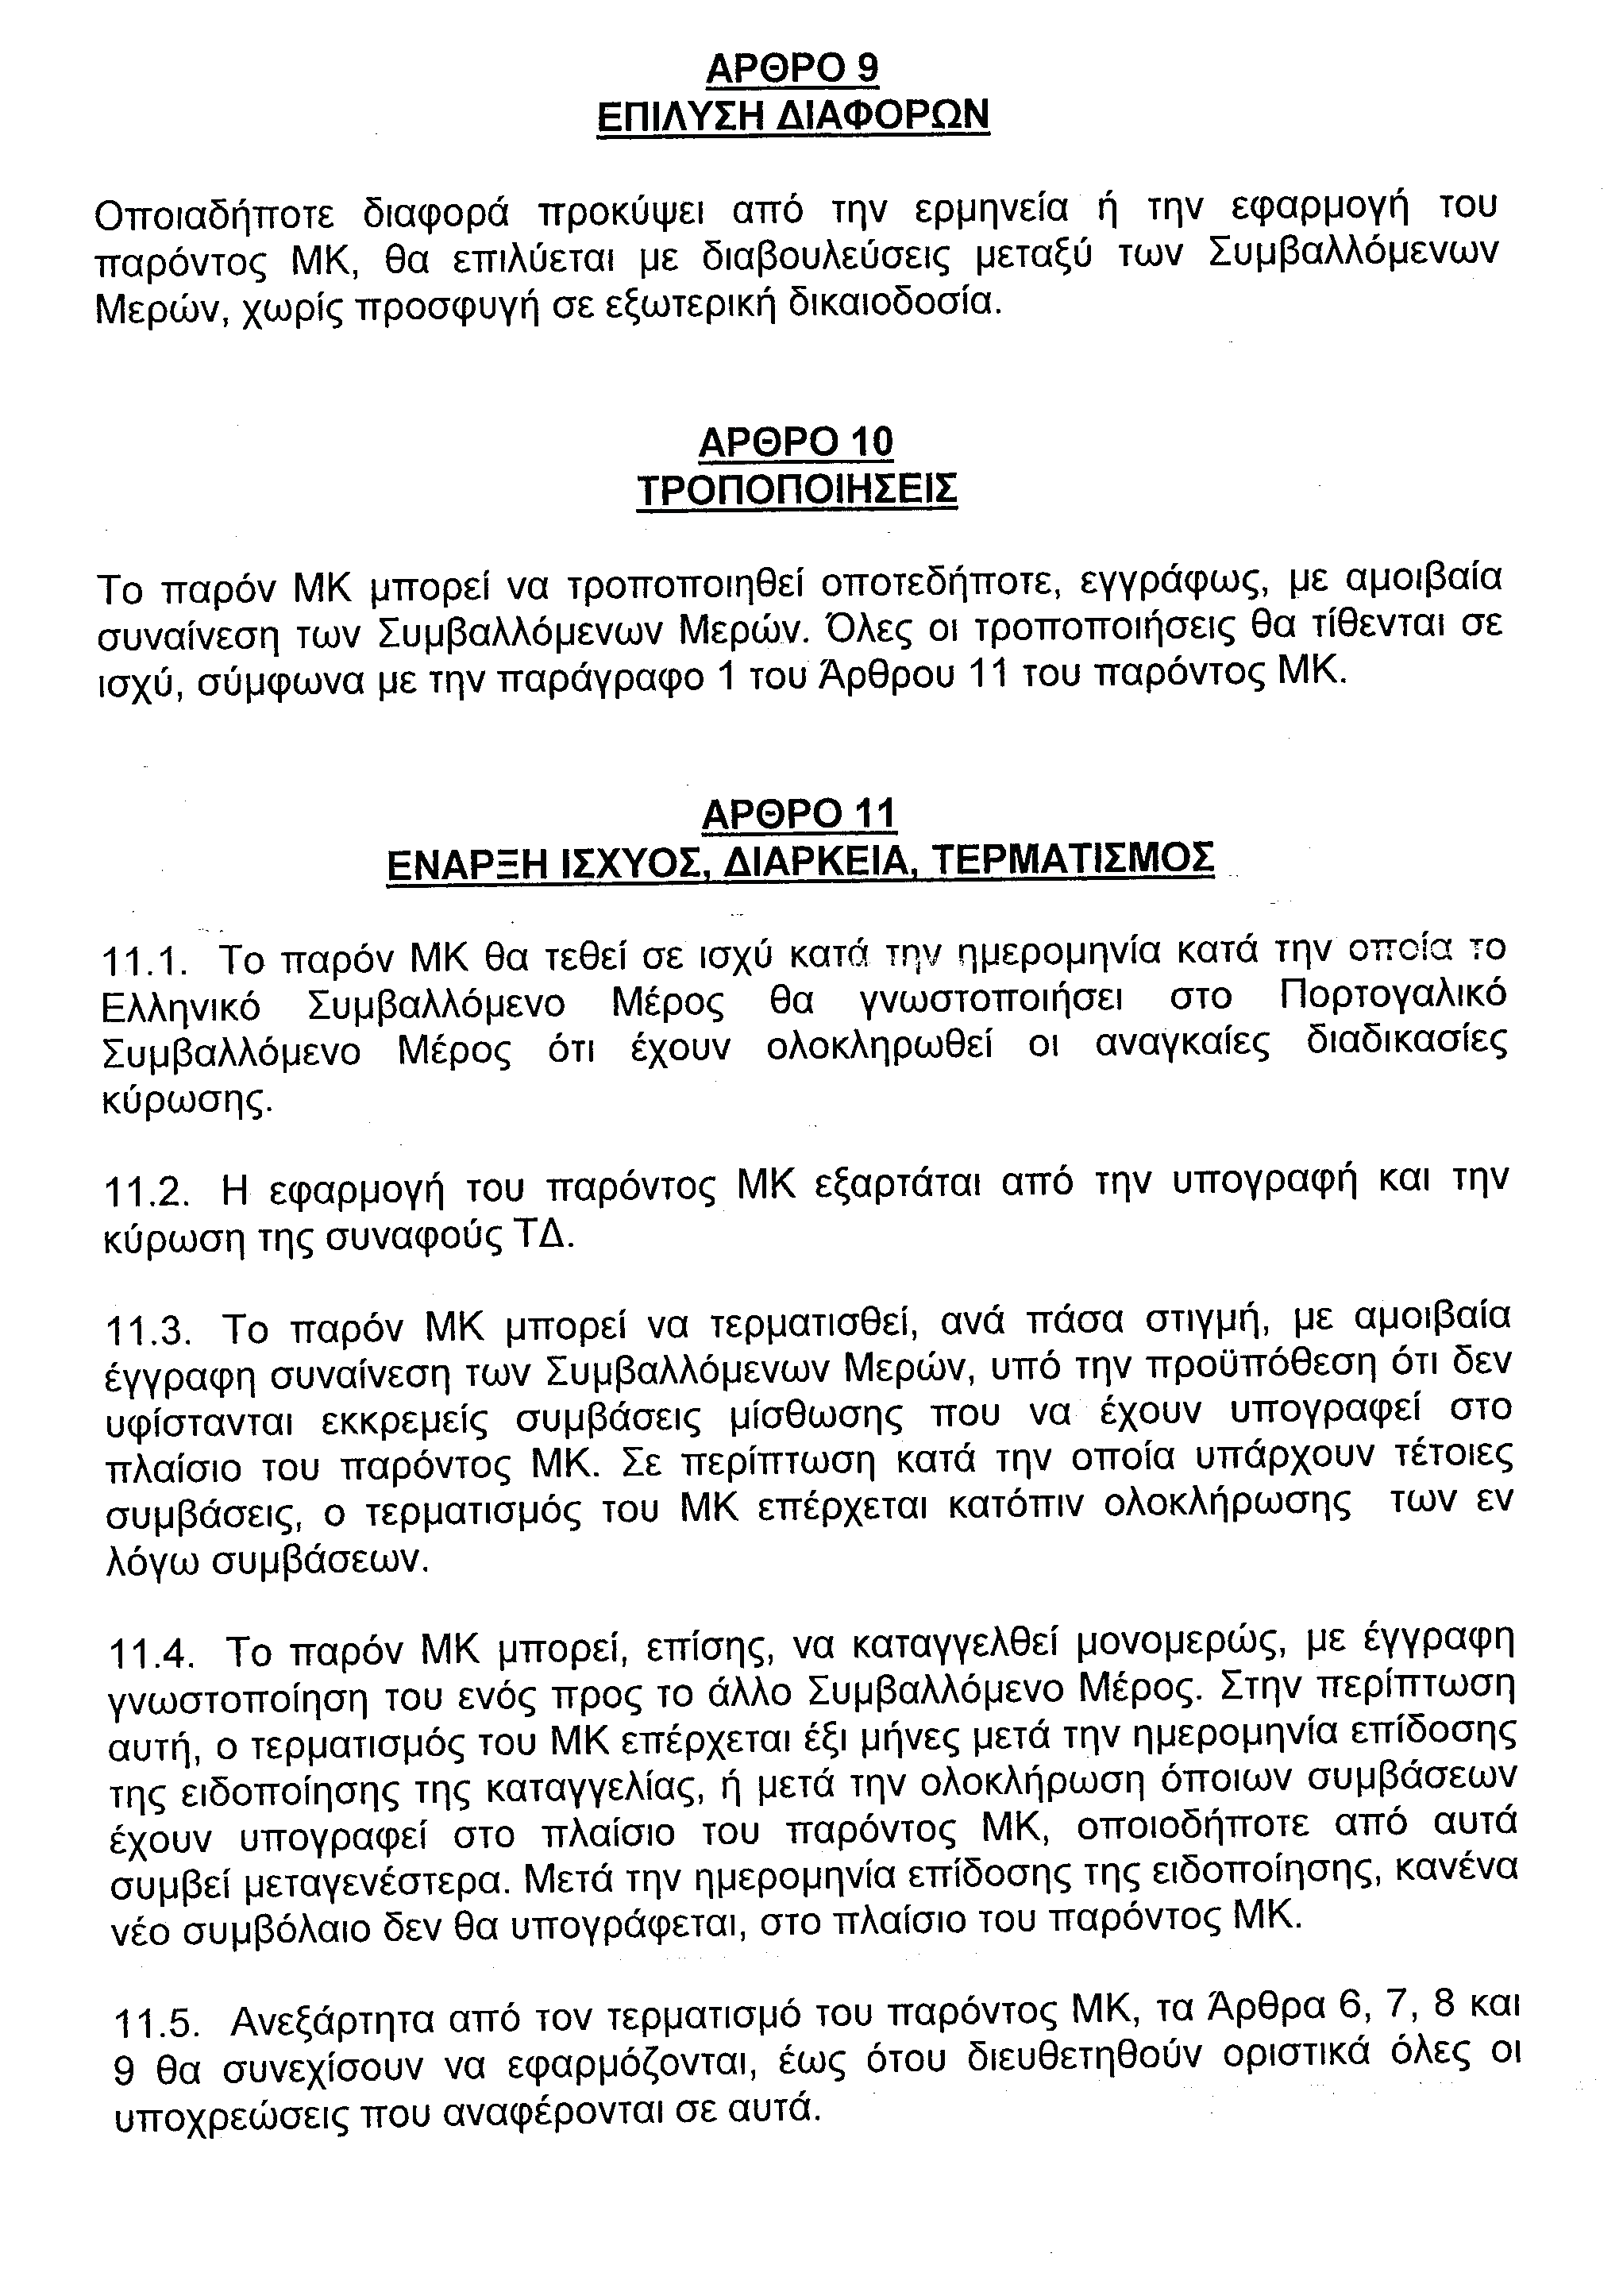 ΑΡΘΡΟ 9
ΕΠΙΛΥΣΗ ΔΙΑΦΟΡΩΝ
Οποιαδήποτε διαφορά προκύψει από την ερμηνεία ή την εφαρμογή του
παρόντος ΜΚ, θα επιλύεται με διαβουλεύσεις μεταξύ των Συμβαλλόμενων
Μερών, χωρίς προσφυγή σε εξωτερική δικαιοδοσία.
ΑΡΘΡΟ 10
ΤΡΟΠΟΠΟΙΗΣΕΙΣ
Το παρόν ΜΚ μπορεί να τροποποιηθεί οποτεδήποτε, εγγράφως, με αμοιβαία
συναίνεση των Συμβαλλόμενων Μερών. Όλες οι τροποποιήσεις θα τίθενται σε
ισχύ, σύμφωνα με την παράγραφο 1 του Άρθρου 11 του παρόντος ΜΚ.
ΑΡΘΡΟ 11
ΕΝΑΡΞΗ ΙΣΧΥΟΣ, ΔΙΑΡΚΕΙΑ, ΤΕΡΜΑΤΙΣΜΟΣ
11.1. Το παρόν ΜΚ θα τεθεί σε ισχύ κατά την ημερομηνία κατά την οποία το
Ελληνικό Συμβαλλόμενο Μέρος θα γνωστοποιήσει στο Πορτογαλικό
Συμβαλλόμενο Μέρος ότι έχουν ολοκληρωθεί οι αναγκαίες διαδικασίες
κύρωσης.
11.2. Η εφαρμογή του παρόντος ΜΚ εξαρτάται από την υπογραφή και την
κύρωση της συναφούς ΤΔ.
11.3. Το παρόν ΜΚ μπορεί να τερματισθεί, ανά πάσα στιγμή, με αμοιβαία
έγγραφη συναίνεση των Συμβαλλόμενων Μερών, υπό την προϋπόθεση ότι δεν
υφίστανται εκκρεμείς συμβάσεις μίσθωσης που να έχουν υπογραφεί στο
πλαίσιο του παρόντος ΜΚ. Σε περίπτωση κατά την οποία υπάρχουν τέτοιες
συμβάσεις, ο τερματισμός του ΜΚ επέρχεται κατόπιν ολοκλήρωσης των εν
λόγω συμβάσεων.
11.4. Το παρόν ΜΚ μπορεί, επίσης, να καταγγελθεί μονομερώς, με έγγραφη
γνωστοποίηση του ενός προς το άλλο Συμβαλλόμενο Μέρος. Στην περίπτωση
αυτή, ο τερματισμός του ΜΚ επέρχεται έξι μήνες μετά την ημερομηνία επίδοσης
της ειδοποίησης της καταγγελίας, ή μετά την ολοκλήρωση όποιων συμβάσεων
έχουν υπογραφεί στο πλαίσιο του παρόντος ΜΚ, οποιοδήποτε από αυτά
συμβεί μεταγενέστερα. Μετά την ημερομηνία επίδοσης της ειδοποίησης, κανένα
νέο συμβόλαιο δεν θα υπογράφεται, στο πλαίσιο του παρόντος ΜΚ.
11.5. Ανεξάρτητα από τον τερματισμό του παρόντος ΜΚ, τα Άρθρα 6, 7, 8 και
9 θα συνεχίσουν να εφαρμόζονται, έως ότου διευθετηθούν οριστικά όλες οι
υποχρεώσεις που αναφέρονται σε αυτά.